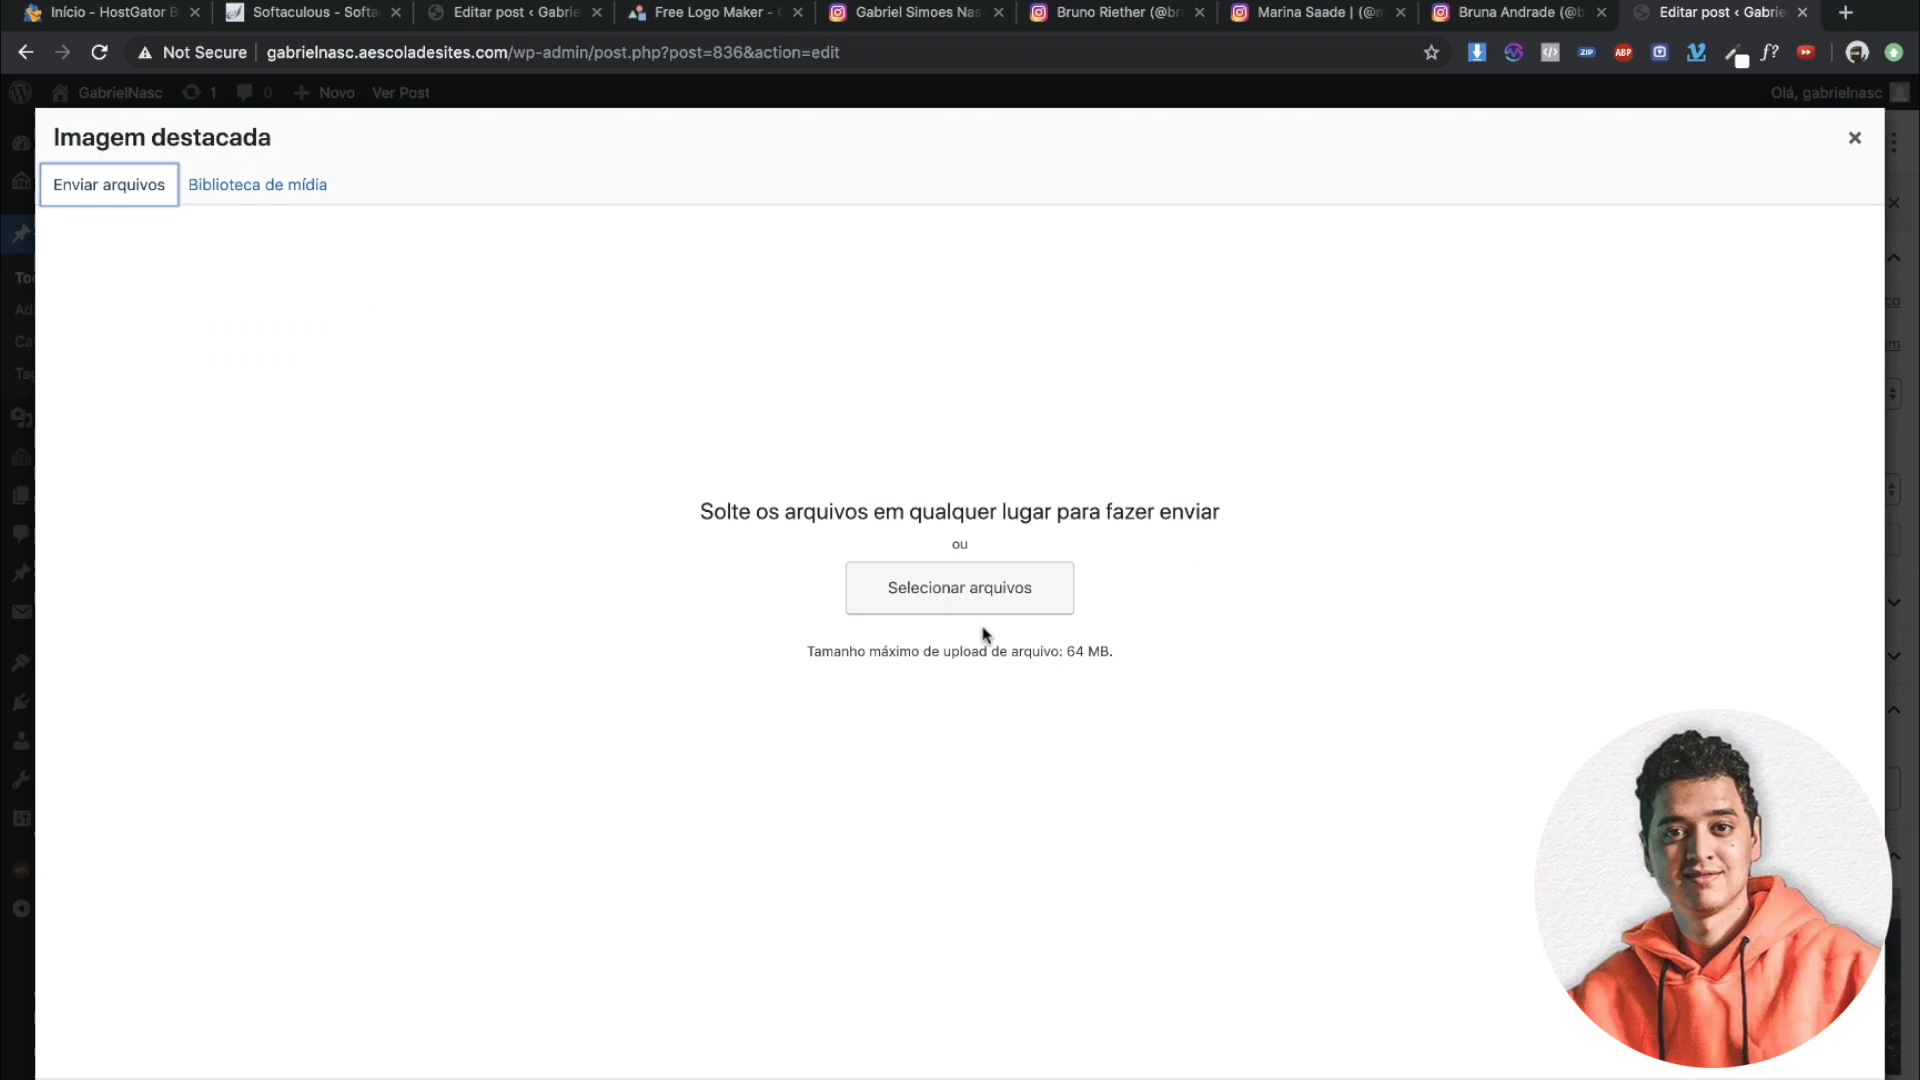 Início - HostGator B
Softaculous - Softa
Editar post ‹ Gabrie
Free Logo Maker -
Gabriel Simoes Nas
Bruno Riether (@br
Marina Saade | (@m
Bruna Andrade (@b
Editar post ‹ Gabrie
Not Secure
gabrielnasc.aescoladesites.com/wp-admin/post.php?post=836&action=edit
ZIP
ABP
f?
GabrielNasc
1
0
Novo
Ver Post
Olá, gabrielnasc
Imagem destacada
Enviar arquivos
Biblioteca de mídia
Solte os arquivos em qualquer lugar para fazer enviar
ou
Selecionar arquivos
Tamanho máximo de upload de arquivo: 64 MB.